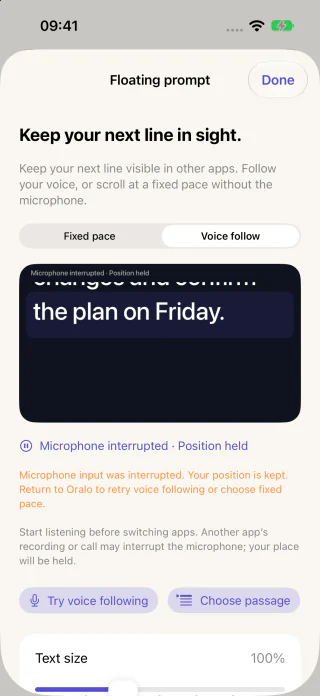 09:41
Floating prompt
Done
Keep your next line in sight.
Keep your next line visible in other apps. Follow
your voice, or scroll at a fixed pace without the
microphone.
Fixed pace
Voice follow
Microphone interrupted · Position held
changes and confirm
the plan on Friday.
Microphone interrupted · Position held
Microphone input was interrupted. Your position is kept.
Return to Oralo to retry voice following or choose fixed
pace.
Start listening before switching apps. Another app's
recording or call may interrupt the microphone; your place
will be held.
Try voice following
Choose passage
Text size
100%